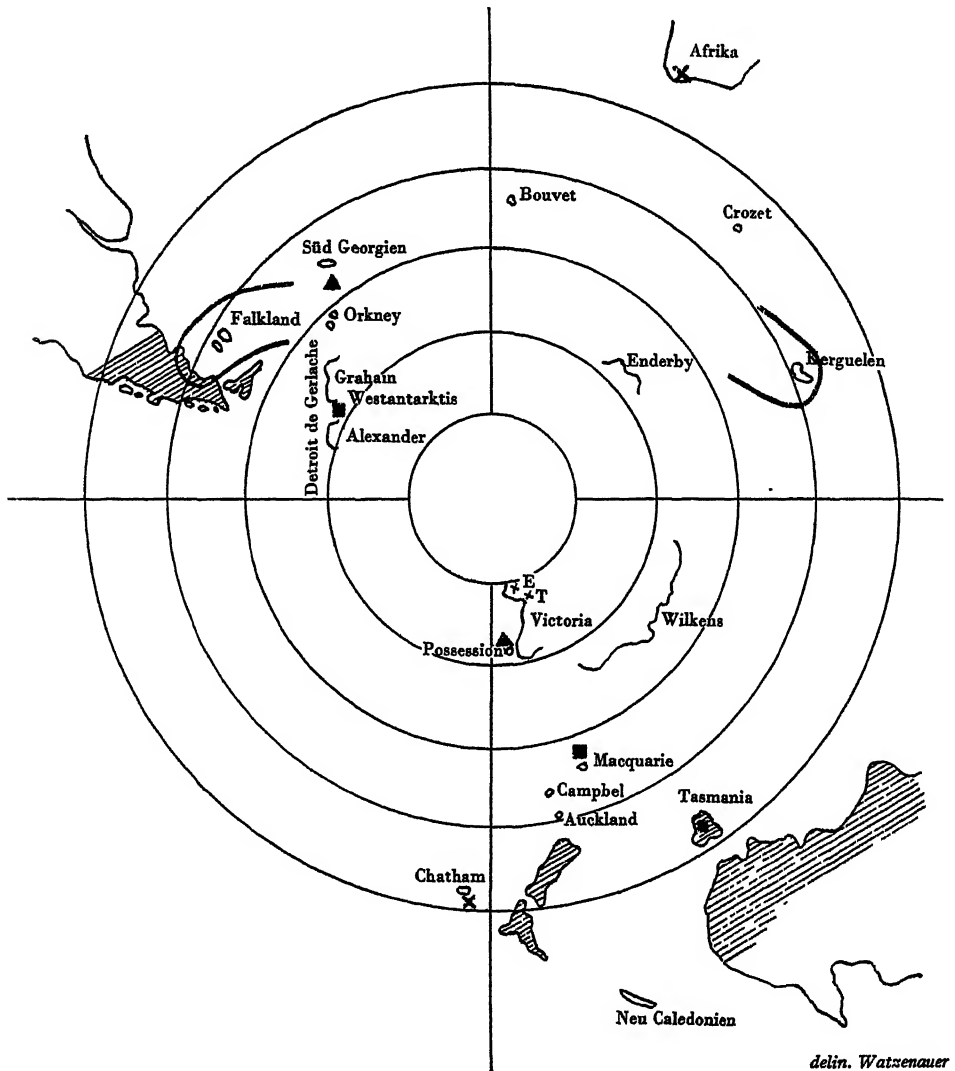 Afrika
Bouvet
Crozet
Süd Georgien
Falkland
Orkney
Enderby
Kerguelen
Detroit de Gerlache
Graham
Westantarktis
Alexander
E
T
Victoria
Wilkens
Possession
Macquarie
Campbel
Tasmania
Auckland
Chatham
Neu Caledonien
delin. Watzenauer